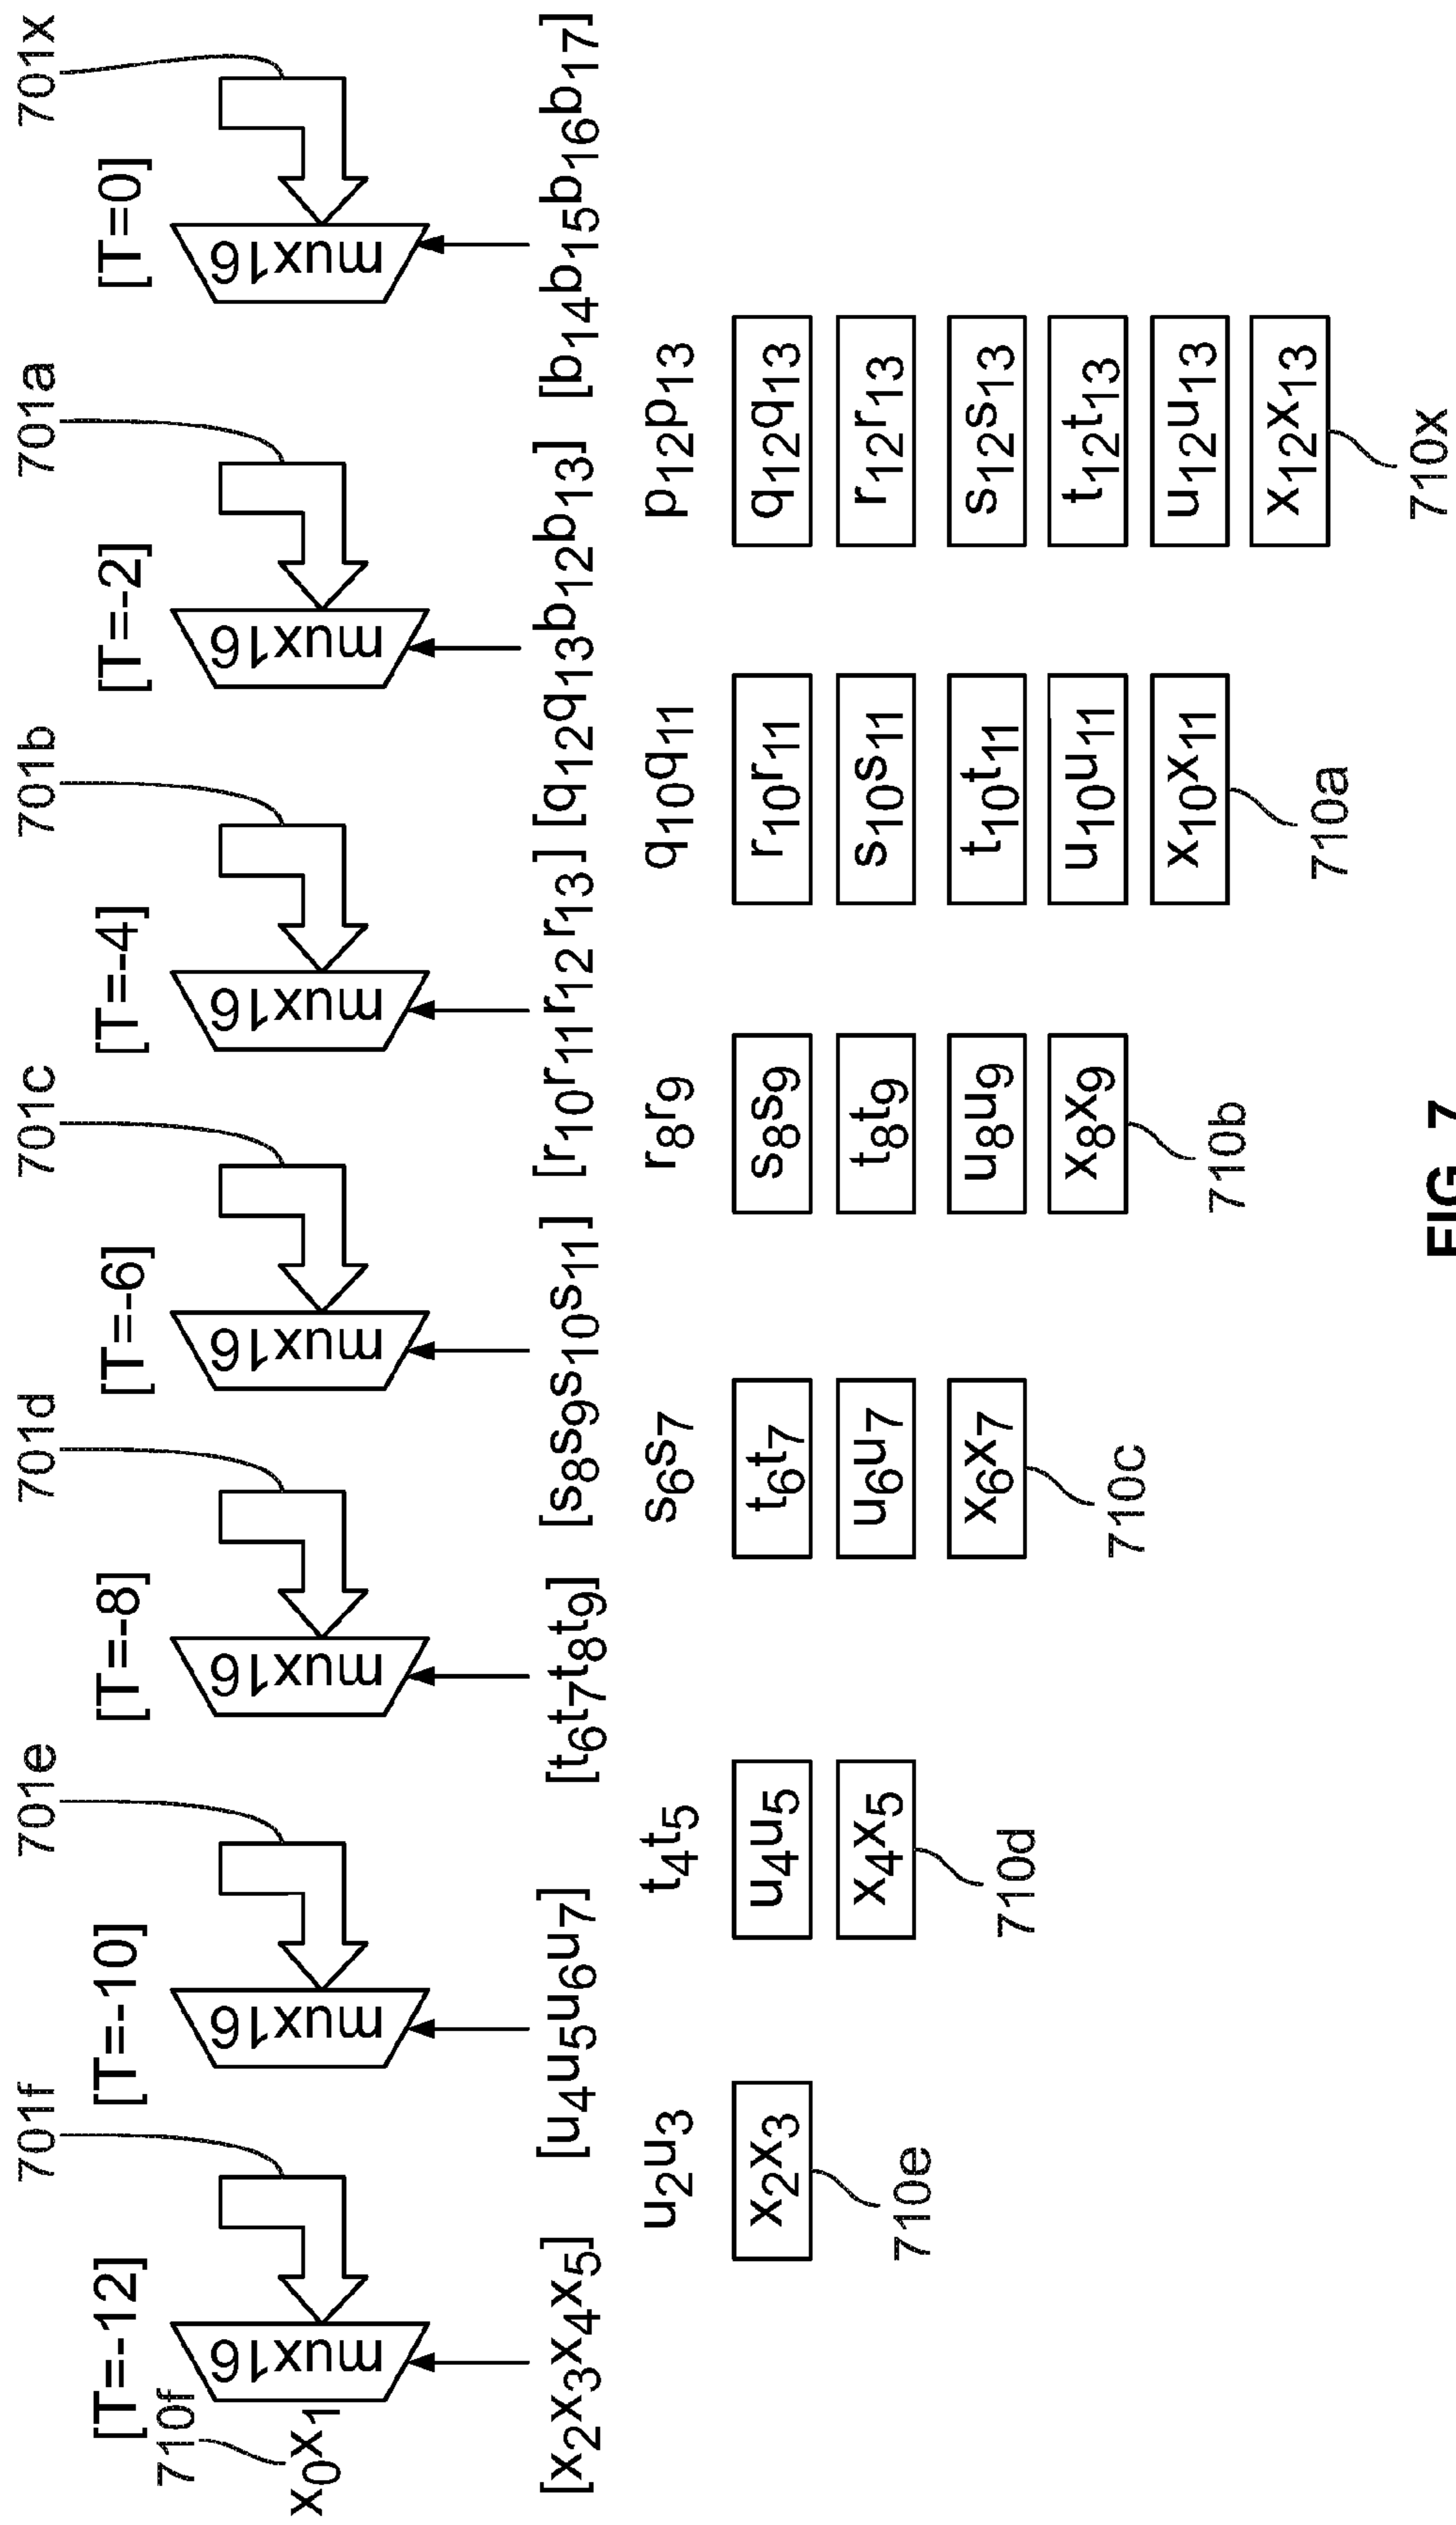 701f 701e 701d 701c 701b 701a 701x
[T=-12] [T=-10] [T=-8] [T=-6] [T=-4] [T=-2] [T=0]
710f
mux16 mux16 mux16 mux16 mux16 mux16 mux16
x₀x₁
[x₂x₃x₄x₅] [u₄u₅u₆u₇] [t₆t₇t₈t₉] [s₈s₉s₁₀s₁₁] [r₁₀r₁₁r₁₂r₁₃] [q₁₂q₁₃b₁₂b₁₃] [b₁₄b₁₅b₁₆b₁₇]
u₂u₃ t₄t₅ s₆s₇ r₈r₉ q₁₀q₁₁ p₁₂p₁₃
x₂x₃ u₄u₅ t₆t₇ s₈s₉ r₁₀r₁₁ q₁₂q₁₃
x₄x₅ u₆u₇ t₈t₉ s₁₀s₁₁ r₁₂r₁₃
710e
x₆x₇ u₈u₉ t₁₀t₁₁ s₁₂s₁₃
710d
x₈x₉ u₁₀u₁₁ t₁₂t₁₃
710c
x₁₀x₁₁ u₁₂u₁₃
710b
x₁₂x₁₃
710a
710x
FIG. 7